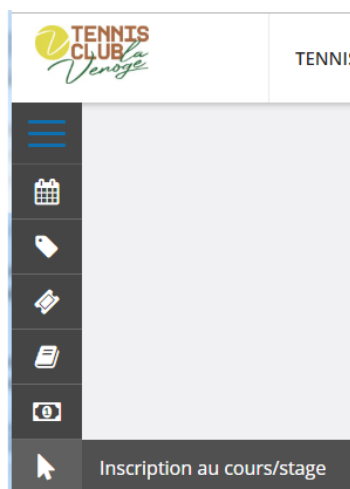 TENNIS
CLUB la
Venoge
TENNIS
Inscription au cours/stage